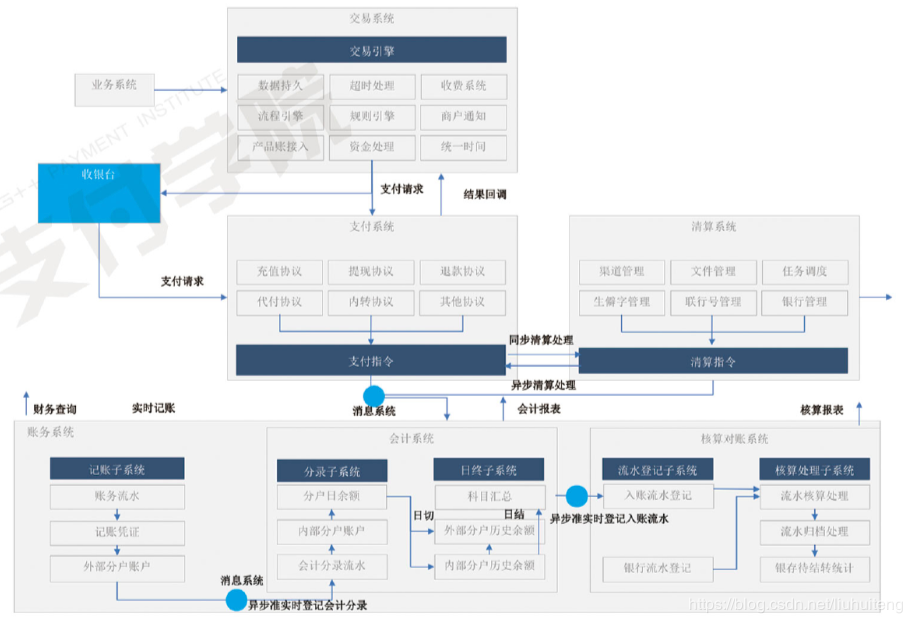 交易系统
交易引擎
业务系统
数据持久 超时处理 收费系统
流程引擎 规则引擎 商户通知
产品账接入 资金处理 统一时间
PAYMENT INSTITUTE
支付学院
收银台
支付请求
结果回调
支付系统
清算系统
充值协议 提现协议 退款协议
渠道管理 文件管理 任务调度
支付请求
代付协议 内转协议 其他协议
生僻字管理 联行号管理 银行管理
同步清算处理
支付指令
清算指令
异步清算处理
消息系统
财务查询
实时记账
会计报表
核算报表
账务系统
会计系统
核算对账系统
记账子系统
分录子系统
日终子系统
流水登记子系统
核算处理子系统
账务流水
分户日余额
科目汇总
入账流水登记
流水核算处理
日切
日结
异步准实时登记入账流水
记账凭证
内部分户账户
外部分户历史余额
流水归档处理
外部分户账户
会计分录流水
内部分户历史余额
银行流水登记
银存待结转统计
消息系统
异步准实时登记会计分录
https://blog.csdn.net/liuhuiteng